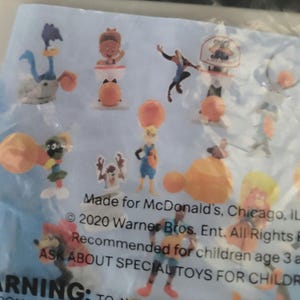 Made for McDonald's, Chicago, IL
© 2020 Warner Bros. Ent. All Rights R
Recommended for children age 3 a
ASK ABOUT SPECIAL TOYS FOR CHILDR
ARNING: